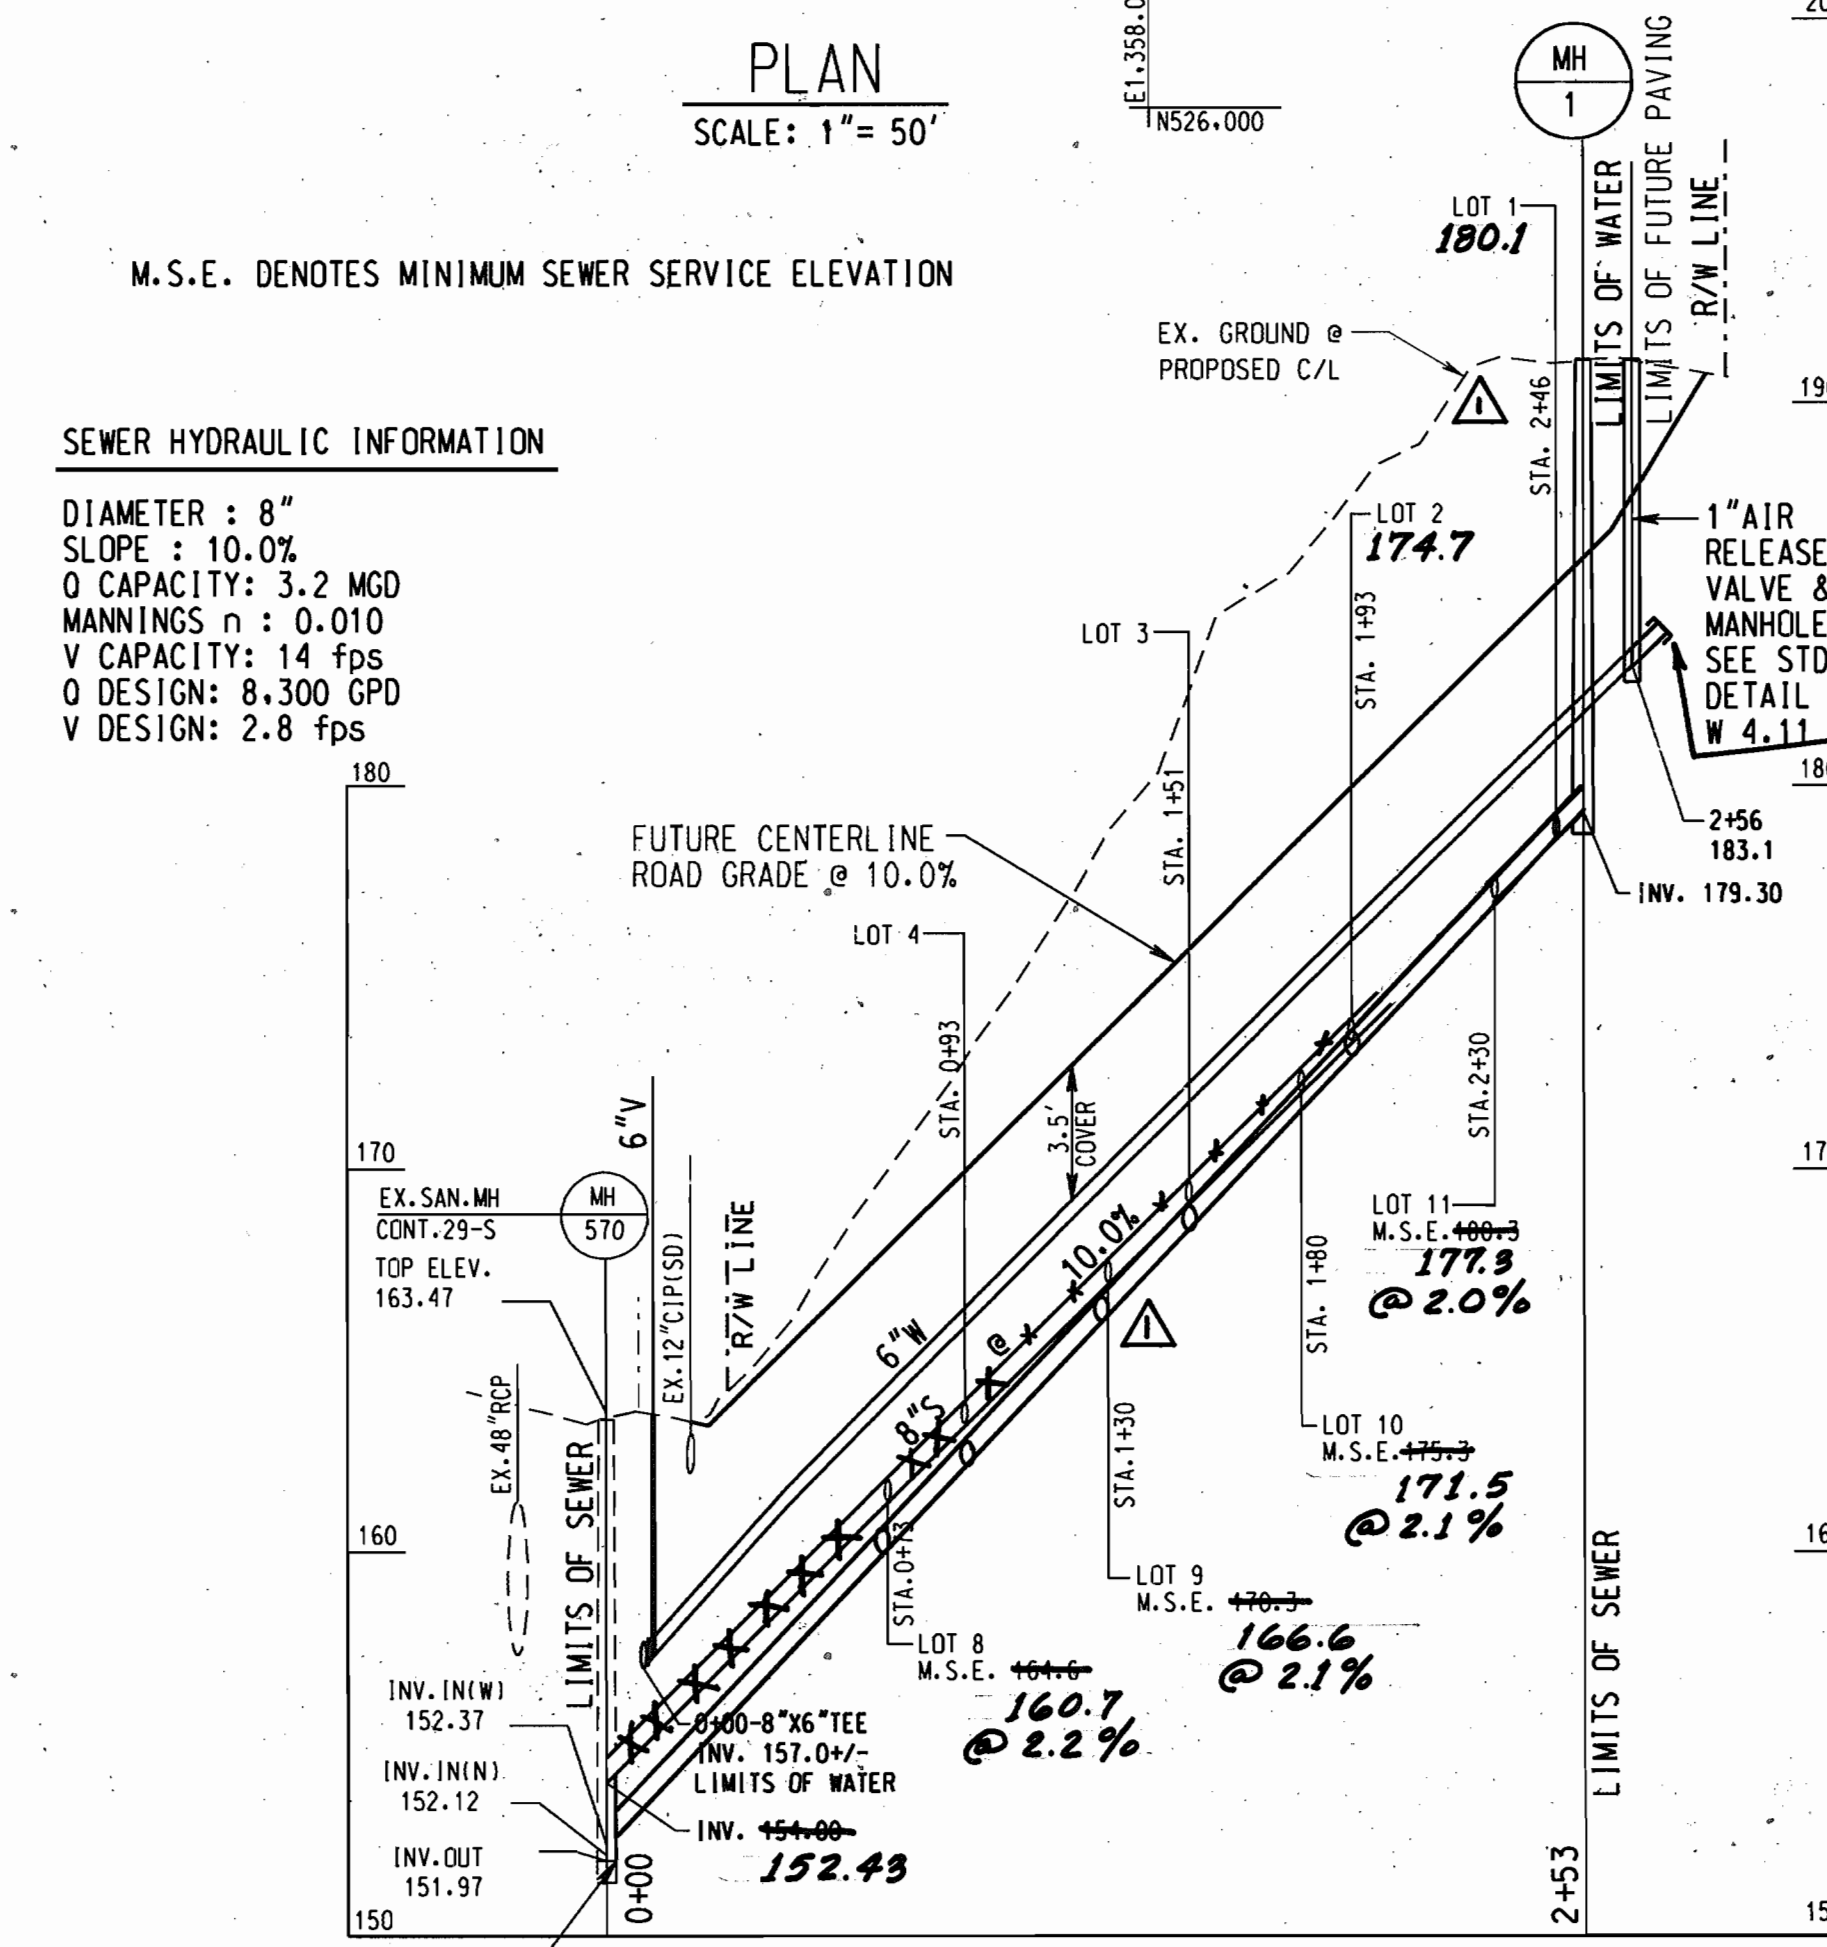 PLAN
SCALE: 1"= 50'
N526,000
MH
1
LIMITS OF WATER
LIMITS OF FUTURE PAVING
R/W LINE
LOT 1
180.1
M.S.E. DENOTES MINIMUM SEWER SERVICE ELEVATION
EX. GROUND @
PROPOSED C/L
1
STA. 2+46
SEWER HYDRAULIC INFORMATION
DIAMETER : 8"
SLOPE : 10.0%
Q CAPACITY: 3.2 MGD
MANNINGS n : 0.010
V CAPACITY: 14 fps
Q DESIGN: 8,300 GPD
V DESIGN: 2.8 fps
LOT 2
174.7
STA. 1+93
1"AIR
RELEASE
VALVE &
MANHOLE
SEE STD
DETAIL
W 4.11
LOT 3
STA. 1+51
180
2+56
183.1
INV. 179.30
FUTURE CENTERLINE
ROAD GRADE @ 10.0%
LOT 4
STA. 0+93
3.5'
COVER
STA.2+30
6"V
170
EX.SAN.MH
CONT.29-S
MH
570
TOP ELEV.
163.47
EX.12"CIP(SD)
R/W LINE
10.0%
@
6"W
8"S
1
LOT 11
M.S.E. 180.3
177.3
@ 2.0%
STA. 1+80
LOT 10
M.S.E. 175.3
171.5
@ 2.1%
EX.48"RCP
LIMITS OF SEWER
160
STA.1+30
LOT 9
M.S.E. 170.3
166.6
@ 2.1%
STA.0+73
LOT 8
M.S.E. 164.6
160.7
@ 2.2%
LIMITS OF SEWER
INV.IN(W)
152.37
INV.IN(N)
152.12
INV.OUT
151.97
0+00-8"X6"TEE
INV. 157.0+/-
LIMITS OF WATER
INV. 154.00
152.43
0+00
2+53
150